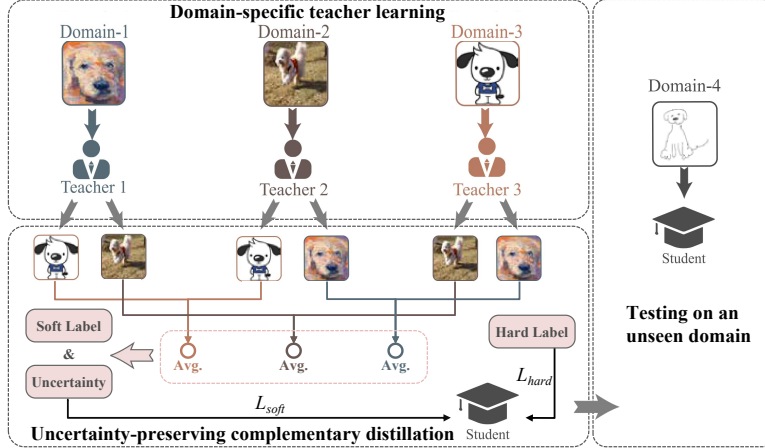 Domain-specific teacher learning
Domain-1
Domain-2
Domain-3
Teacher 1
Teacher 2
Teacher 3
Soft Label
&
Uncertainty
Avg.
Avg.
Avg.
Hard Label
L_soft
L_hard
Student
Uncertainty-preserving complementary distillation
Domain-4
Student
Testing on an
unseen domain